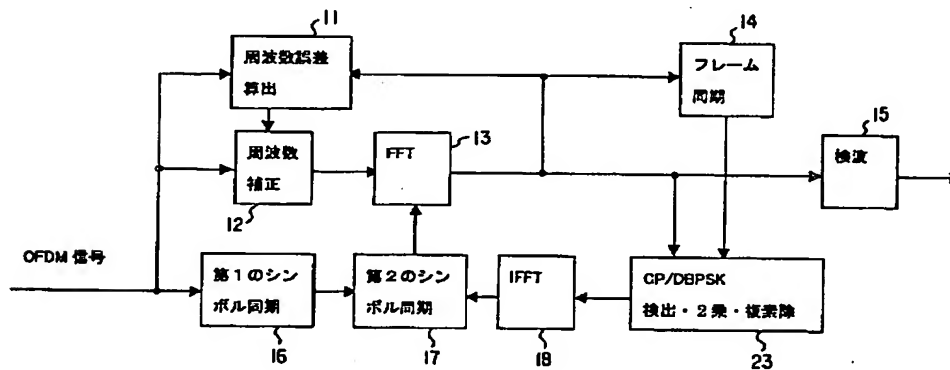 11
周波数誤差
算出
14
フレーム
同期
15
検波
周波数
補正
12
FFT
13
OFDM 信号
第1のシン
ボル同期
16
第2のシン
ボル同期
17
IFFT
18
CP/DBPSK
検出・2乗・複素除
23